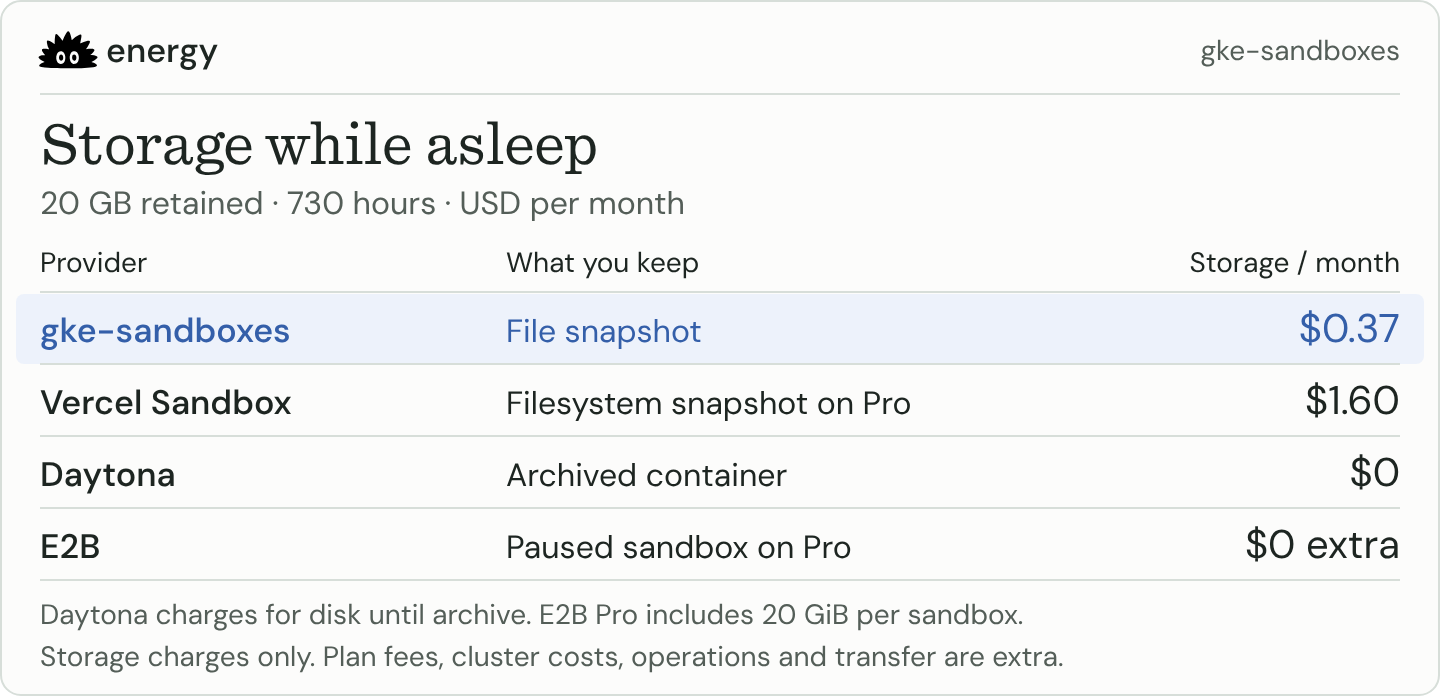 energy
gke-sandboxes
Storage while asleep
20 GB retained · 730 hours · USD per month
Provider What you keep Storage / month
gke-sandboxes File snapshot $0.37
Vercel Sandbox Filesystem snapshot on Pro $1.60
Daytona Archived container $0
E2B Paused sandbox on Pro $0 extra
Daytona charges for disk until archive. E2B Pro includes 20 GiB per sandbox.
Storage charges only. Plan fees, cluster costs, operations and transfer are extra.